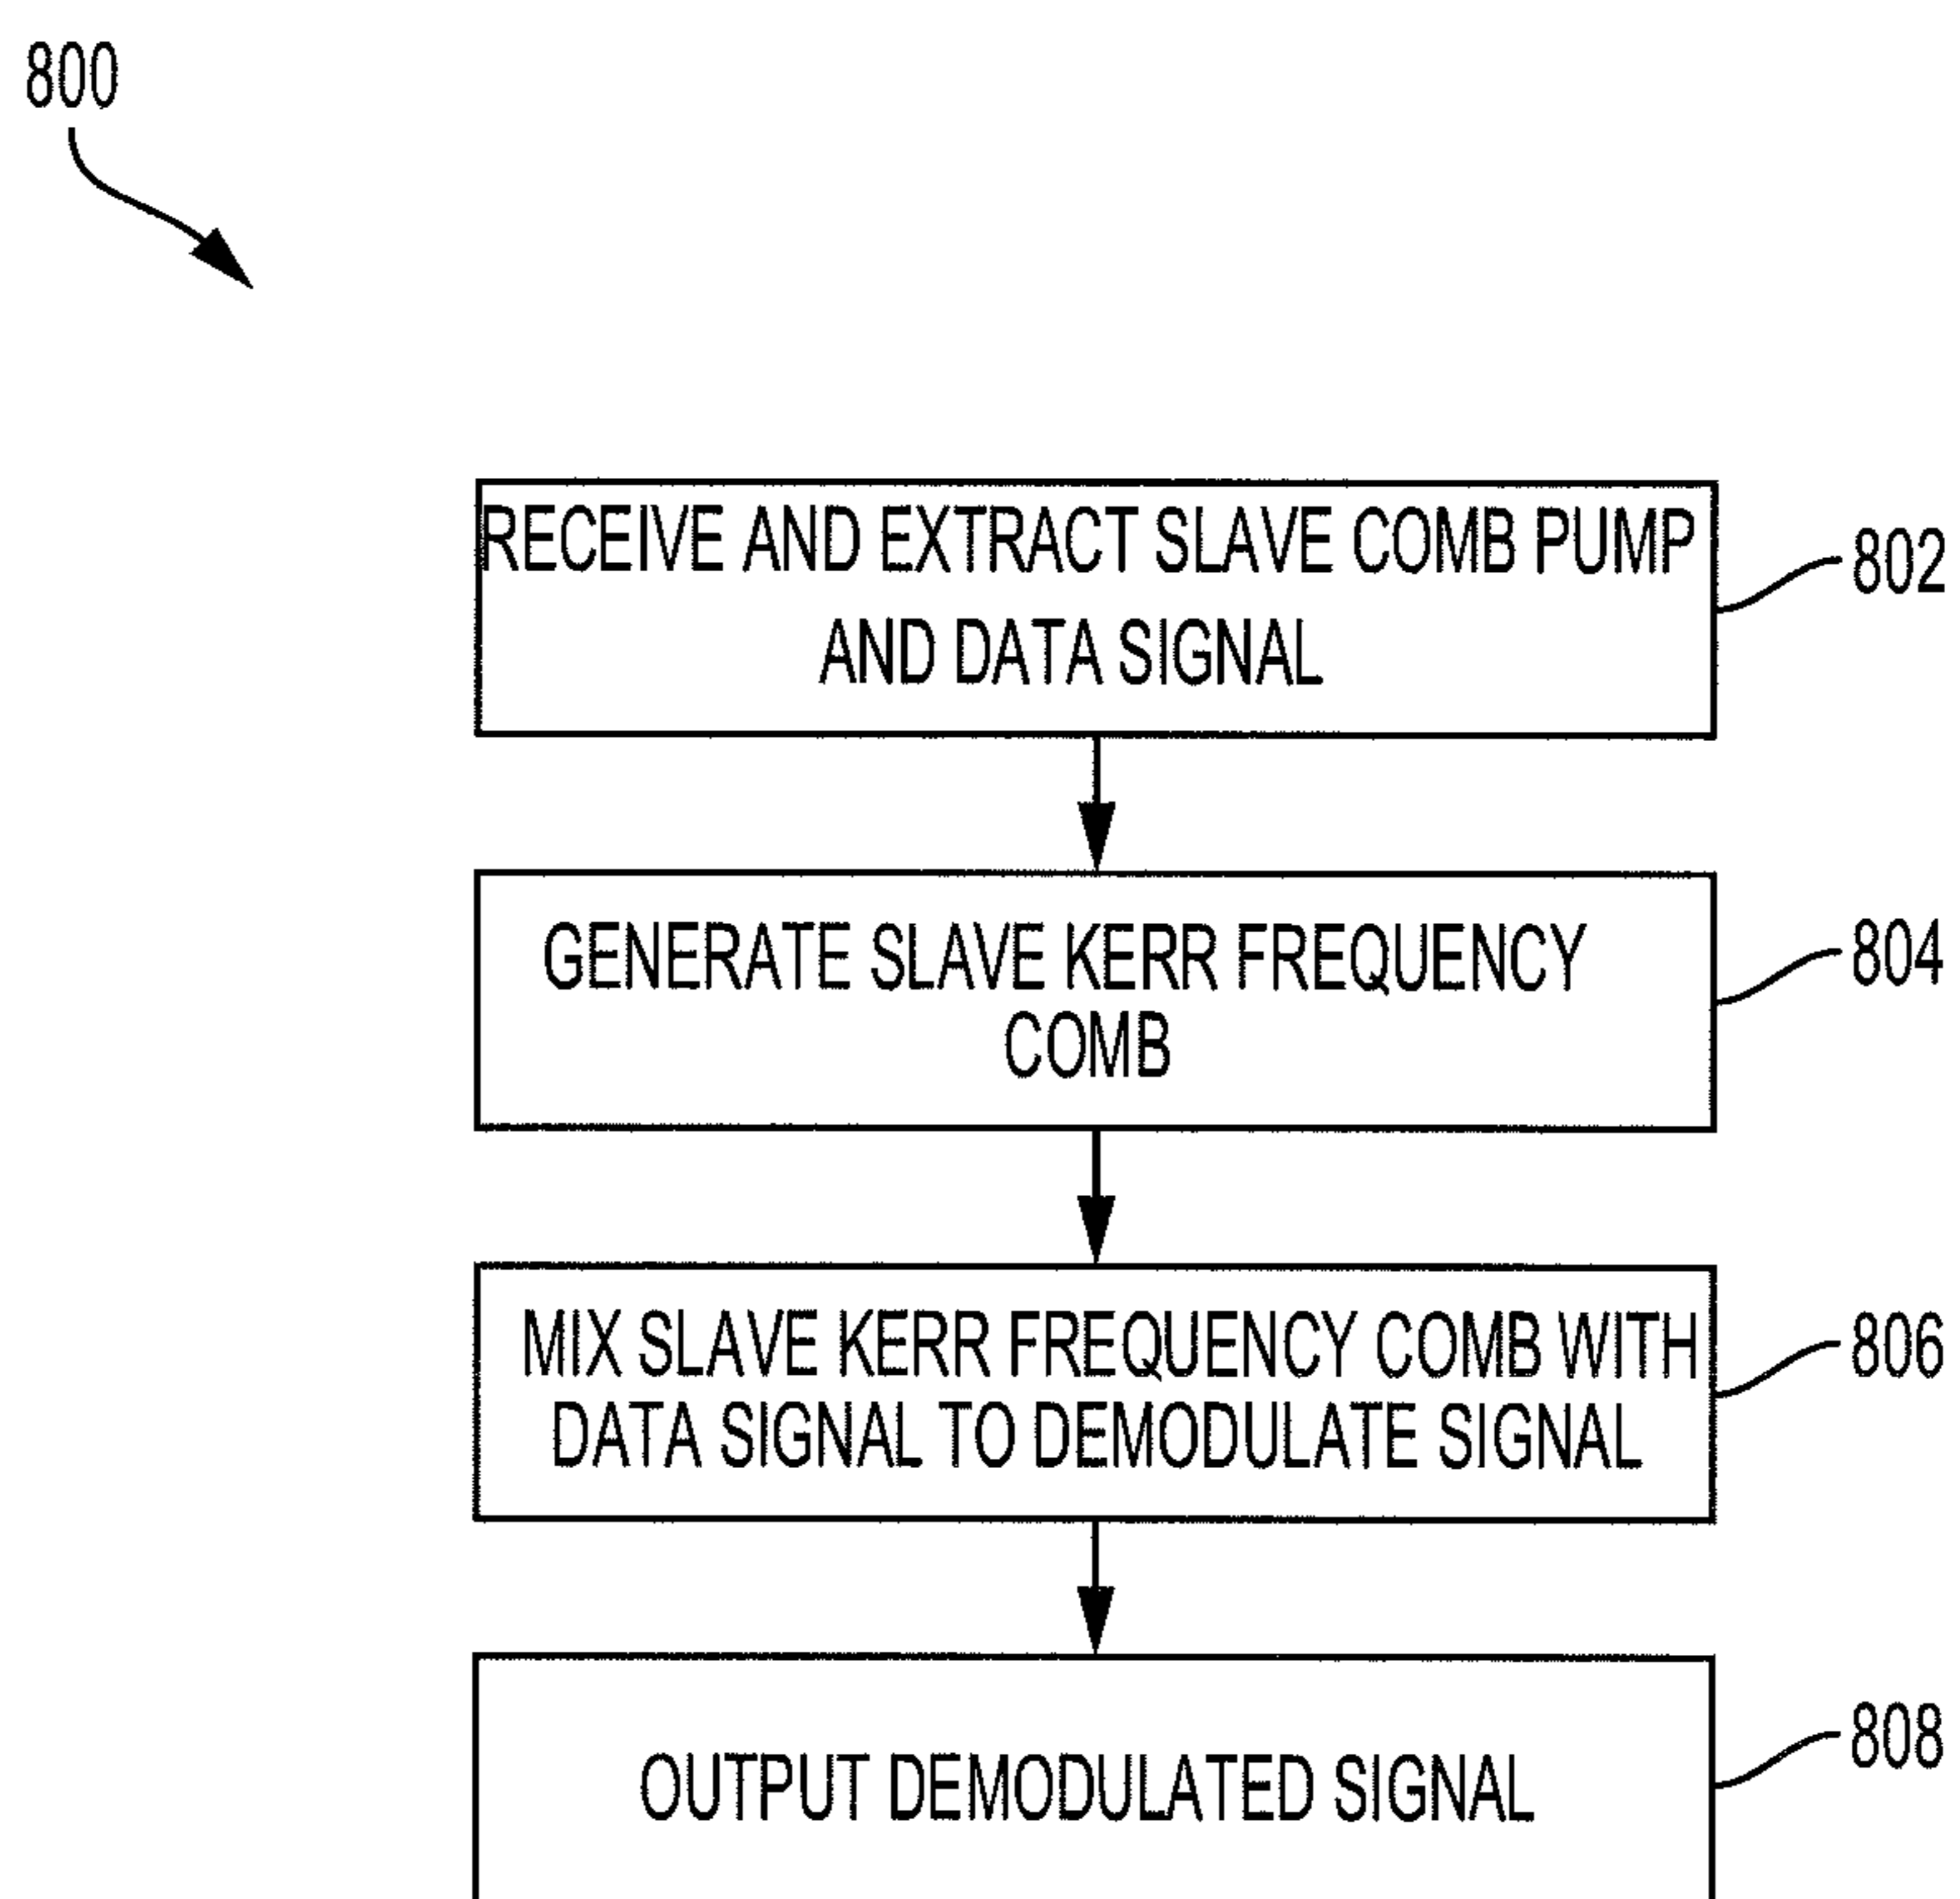 800
RECEIVE AND EXTRACT SLAVE COMB PUMP
AND DATA SIGNAL
802
GENERATE SLAVE KERR FREQUENCY
COMB
804
MIX SLAVE KERR FREQUENCY COMB WITH
DATA SIGNAL TO DEMODULATE SIGNAL
806
OUTPUT DEMODULATED SIGNAL
808